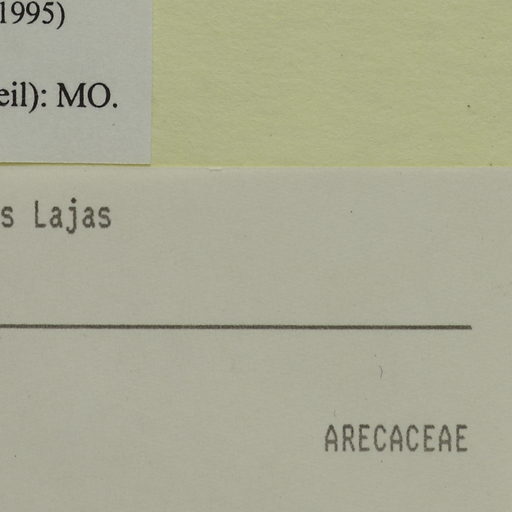 1995)
eil): MO.
s Lajas
ARECACEAE